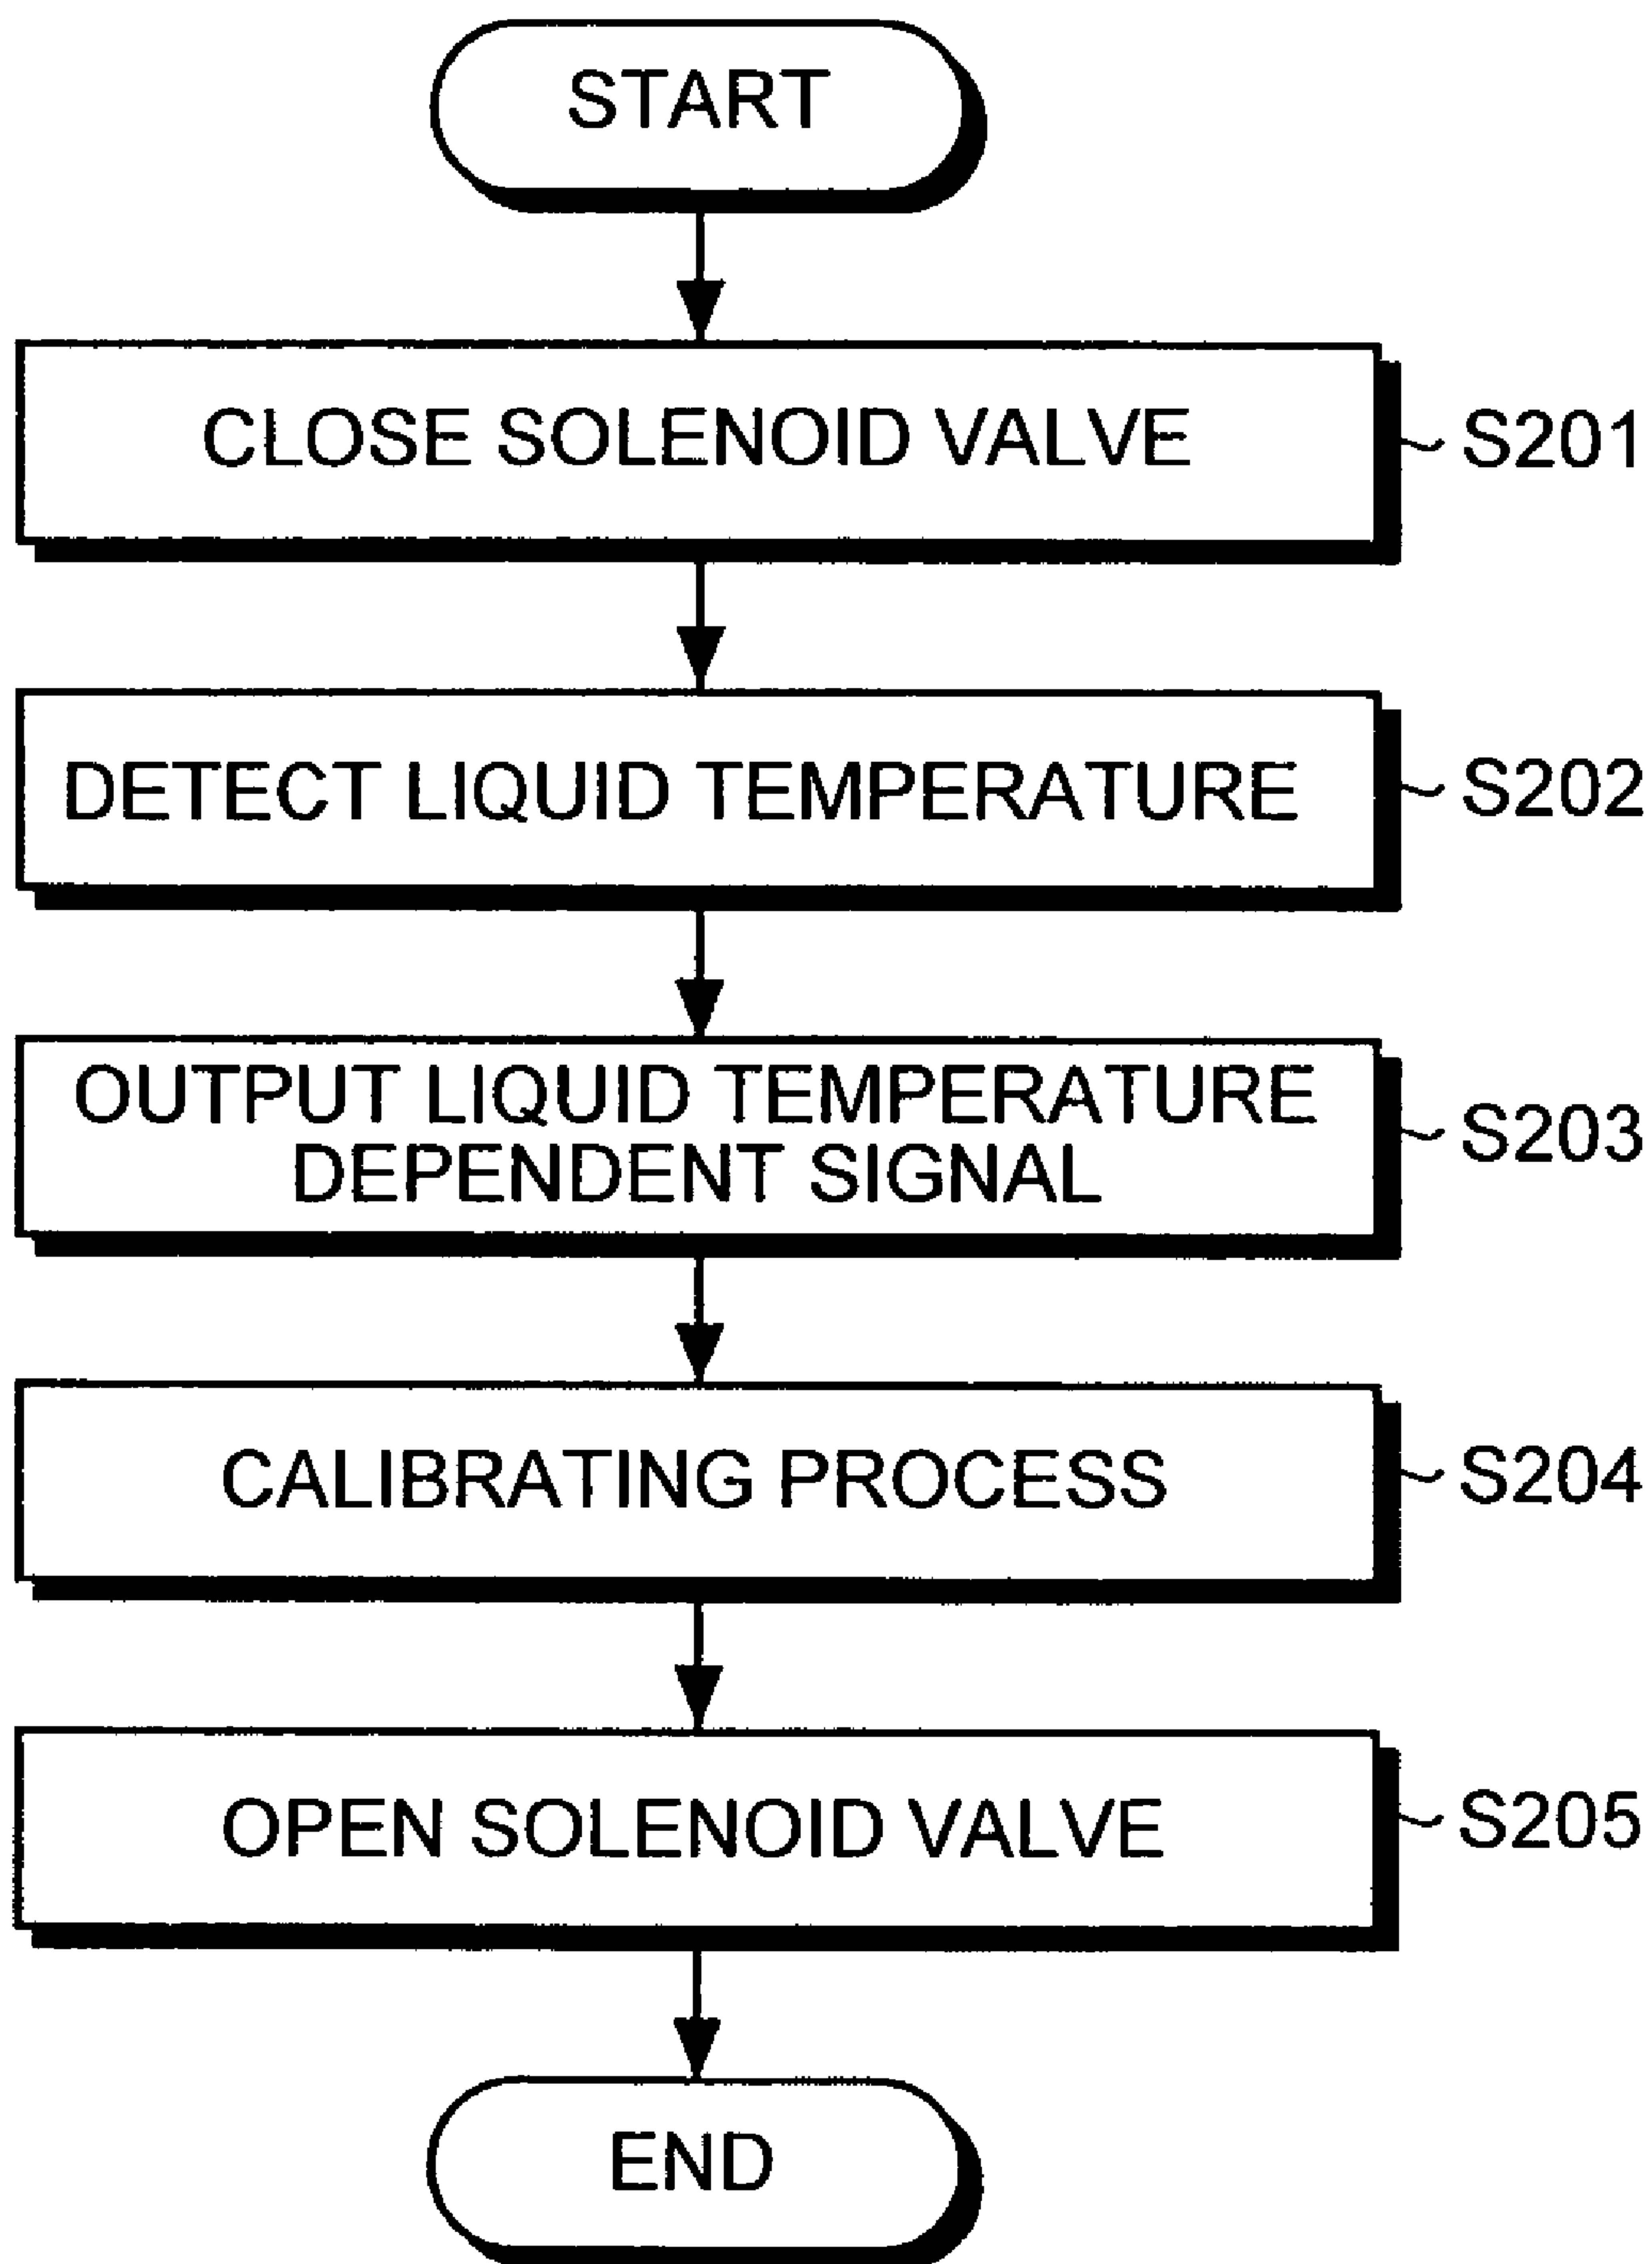 START
CLOSE SOLENOID VALVE
S201
DETECT LIQUID TEMPERATURE
S202
OUTPUT LIQUID TEMPERATURE
DEPENDENT SIGNAL
S203
CALIBRATING PROCESS
S204
OPEN SOLENOID VALVE
S205
END